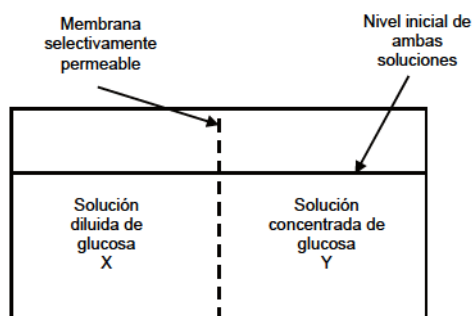 Membrana
selectivamente
permeable
Nivel inicial de
ambas
soluciones
Solución
diluida de
glucosa
X
Solución
concentrada de
glucosa
Y